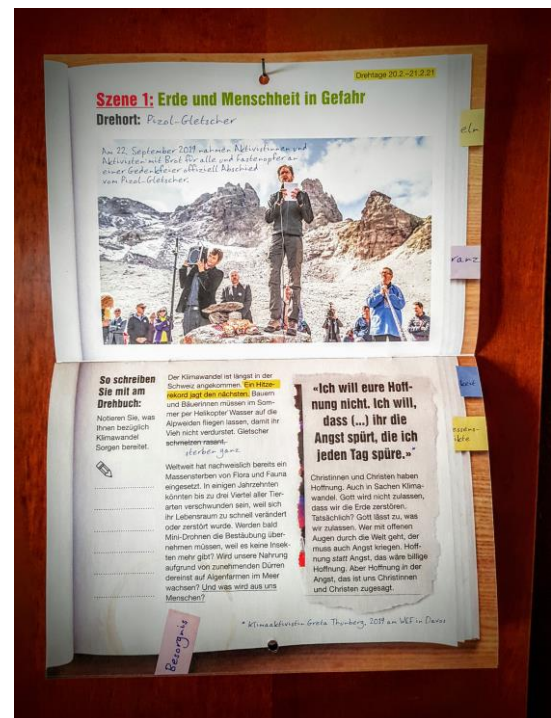 Drehtage 20.2.–21.2.21
Szene 1: Erde und Menschheit in Gefahr
Drehort: Pizol-Gletscher
Am 22. September 2019 nahmen Aktivistinnen und
Aktivisten mit Brot für alle und Fastenopfer an
einer Gedenkfeier offiziell Abschied
vom Pizol-Gletscher.
eln
ranz
keit
essens-
ikte
So schreiben
Sie mit am
Drehbuch:
Notieren Sie, was
Ihnen bezüglich
Klimawandel
Sorgen bereitet.
Der Klimawandel ist längst in der
Schweiz angekommen. Ein Hitze-
rekord jagt den nächsten. Bauern
und Bäuerinnen müssen im Som-
mer per Helikopter Wasser auf die
Alpweiden fliegen lassen, damit ihr
Vieh nicht verdurstet. Gletscher
schmelzen rasant.
sterben ganz
Weltweit hat nachweislich bereits ein
Massensterben von Flora und Fauna
eingesetzt. In einigen Jahrzehnten
könnten bis zu drei Viertel aller Tier-
arten verschwunden sein, weil sich
ihr Lebensraum zu schnell verändert
oder zerstört wurde. Werden bald
Mini-Drohnen die Bestäubung über-
nehmen müssen, weil es keine Insek-
ten mehr gibt? Wird unsere Nahrung
aufgrund von zunehmenden Dürren
dereinst auf Algenfarmen im Meer
wachsen? Und was wird aus uns
Menschen?
«Ich will eure Hoff-
nung nicht. Ich will,
dass (...) ihr die
Angst spürt, die ich
jeden Tag spüre.»*
Christinnen und Christen haben
Hoffnung. Auch in Sachen Klima-
wandel. Gott wird nicht zulassen,
dass wir die Erde zerstören.
Tatsächlich? Gott lässt zu, was
wir zulassen. Wer mit offenen
Augen durch die Welt geht, der
muss auch Angst kriegen. Hoff-
nung statt Angst, das wäre billige
Hoffnung. Aber Hoffnung in der
Angst, das ist uns Christinnen
und Christen zugesagt.
* Klimaaktivistin Greta Thunberg, 2019 am WEF in Davos
Besorgnis